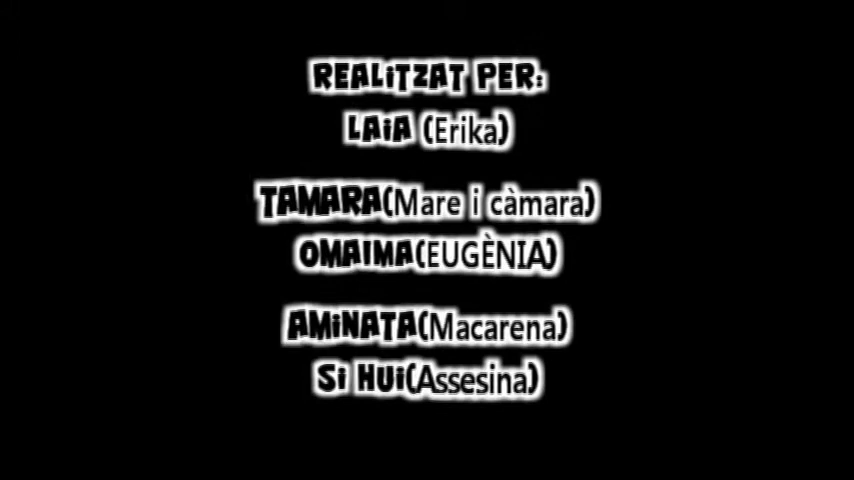 REALiTZAT PER:
LAiA (Erika)
TAMARA(Mare i càmara)
OMAIMA(EUGÈNIA)
AMiNATA(Macarena)
Si HUi(Assesina)